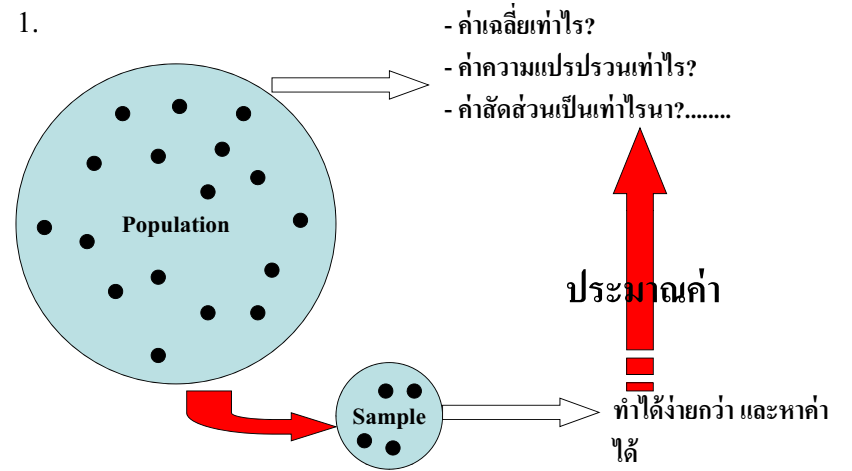 1.
- ค่าเฉลี่ยเท่าไร?
- ค่าความแปรปรวนเท่าไร?
- ค่าสัดส่วนเป็นเท่าไรนา?........
Population
ประมาณค่า
Sample
ทำได้ง่ายกว่า และหาค่า
ได้